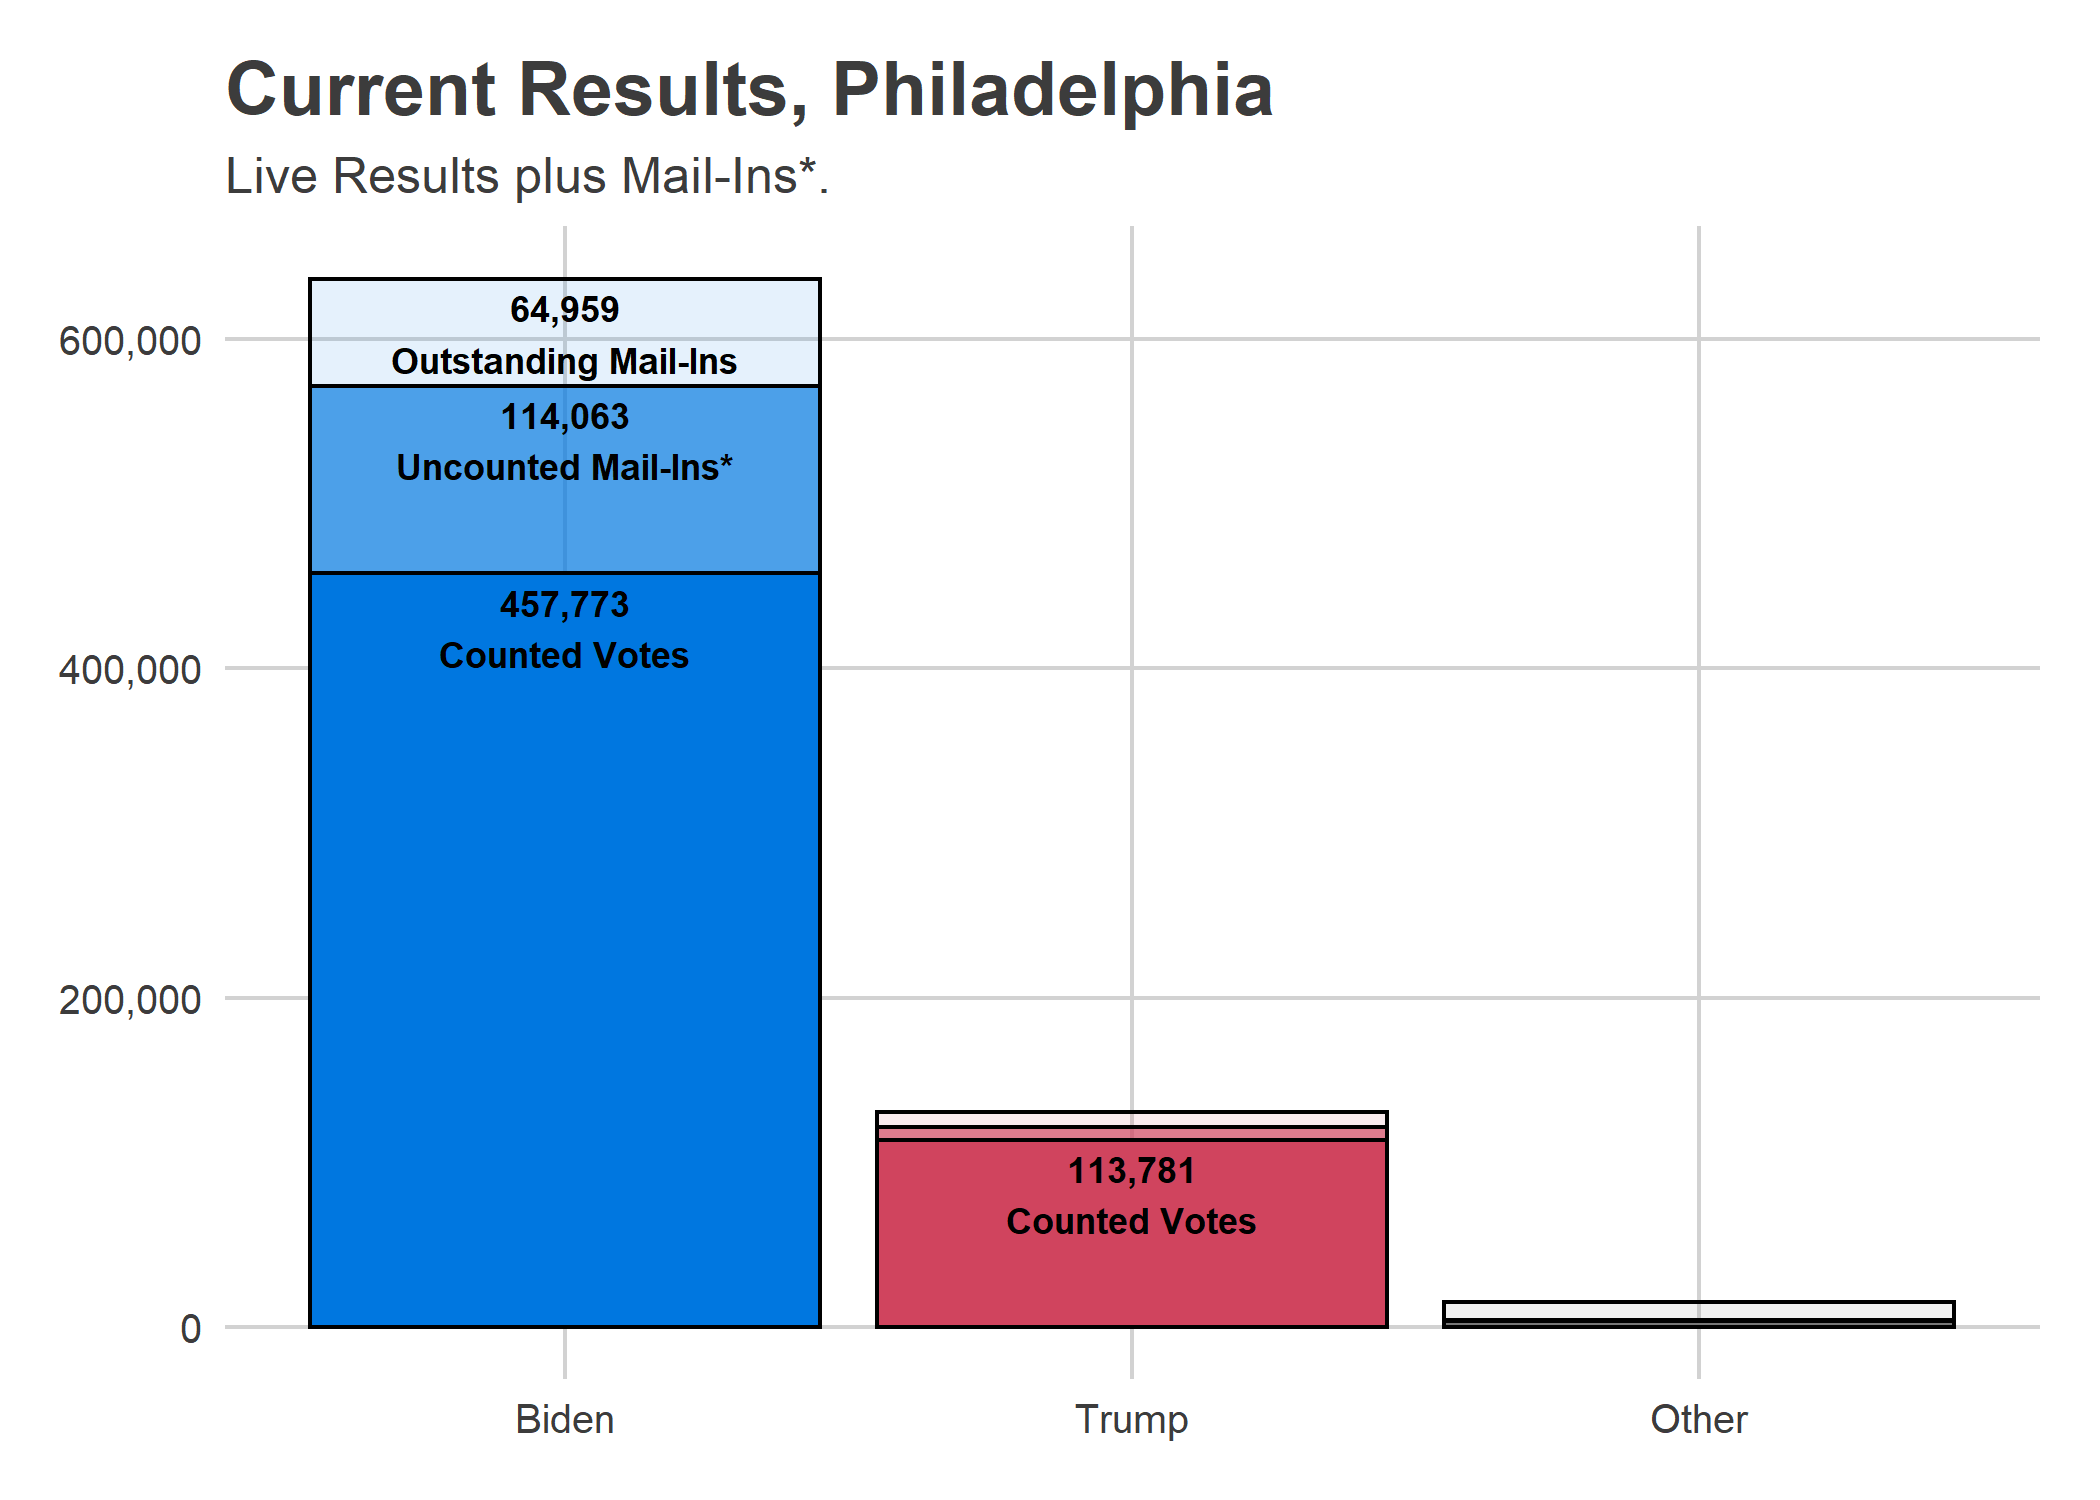 Current Results, Philadelphia
Live Results plus Mail-Ins*.
64,959
Outstanding Mail-Ins
114,063
Uncounted Mail-Ins*
457,773
Counted Votes
113,781
Counted Votes
600,000
400,000
200,000
0
Biden
Trump
Other